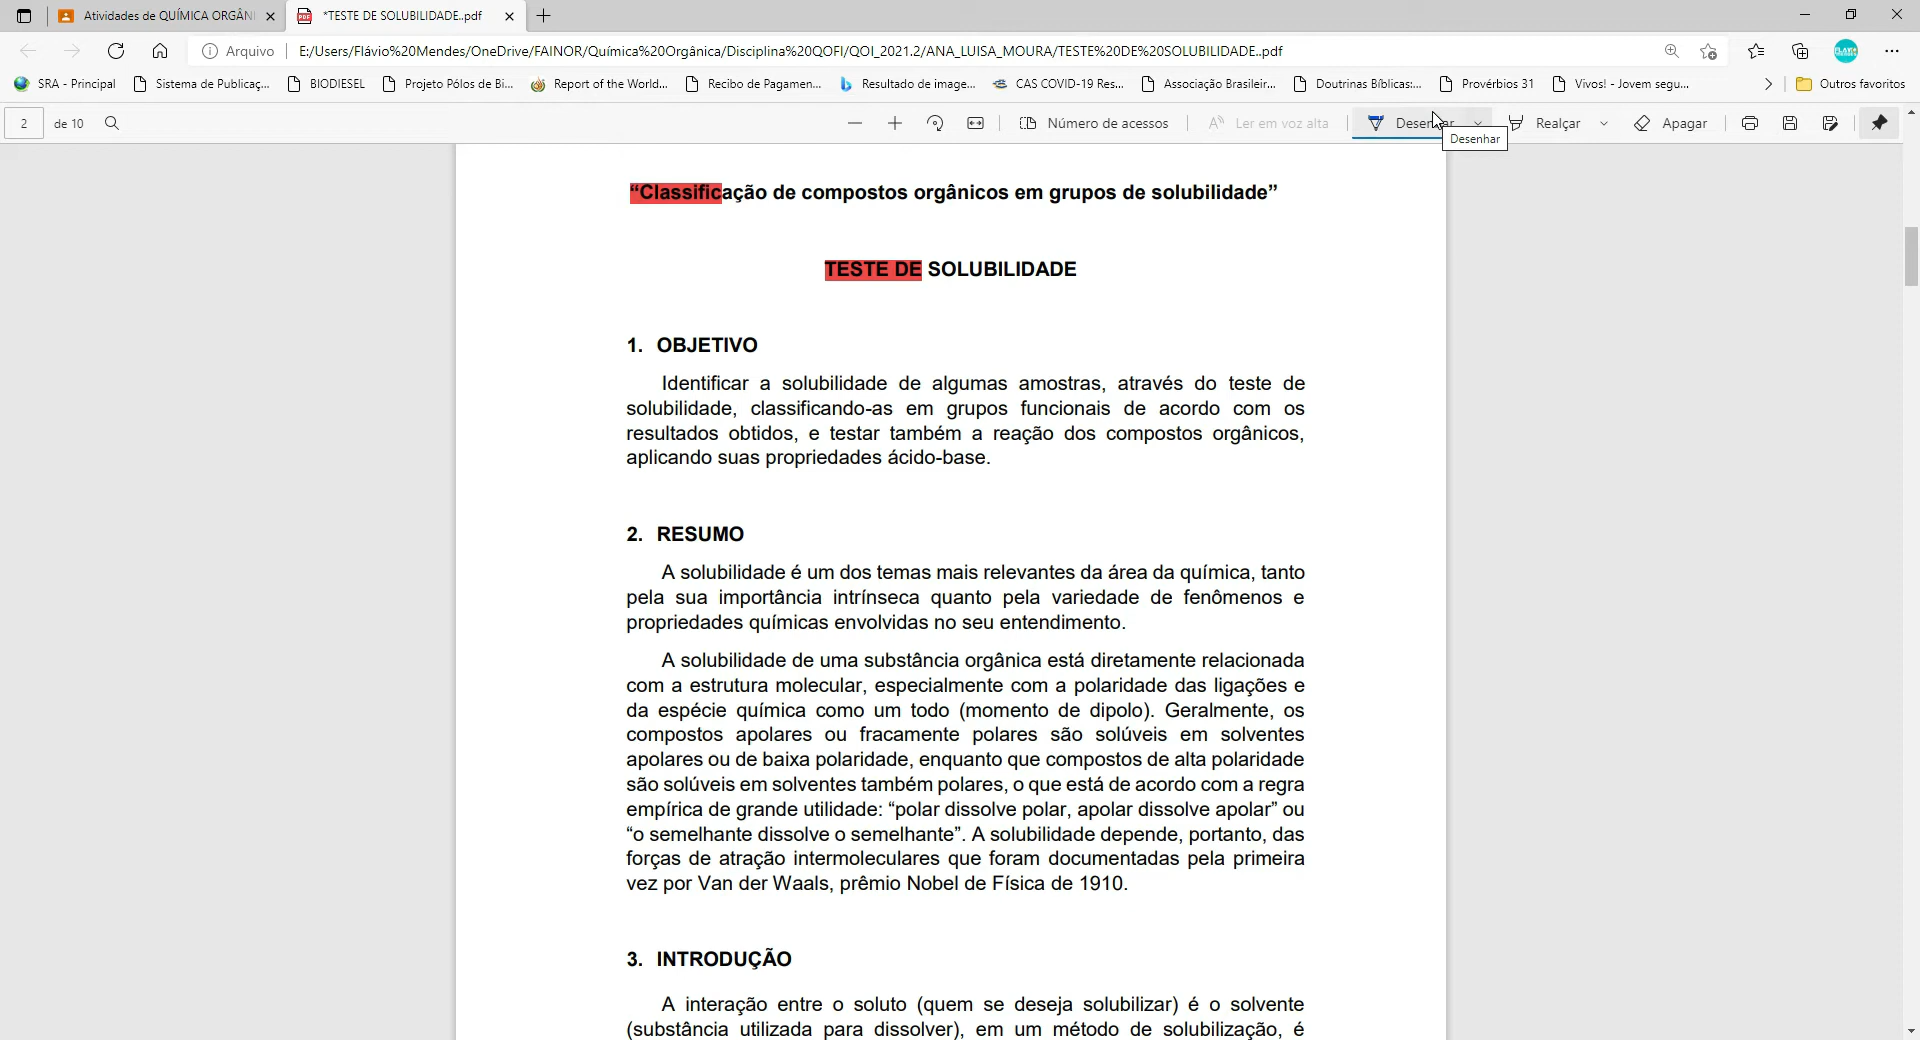 Atividades de QUÍMICA ORGÂNI
*TESTE DE SOLUBILIDADE..pdf
Arquivo
E:/Users/Flávio%20Mendes/OneDrive/FAINOR/Química%20Orgânica/Disciplina%20QOFI/QOI_2021.2/ANA_LUISA_MOURA/TESTE%20DE%20SOLUBILIDADE..pdf
SRA - Principal
Sistema de Publicaç...
BIODIESEL
Projeto Pólos de Bi...
Report of the World...
Recibo de Pagamen...
Resultado de image...
CAS COVID-19 Res...
Associação Brasileir...
Doutrinas Bíblicas:...
Provérbios 31
Vivos! - Jovem segu...
Outros favoritos
2 de 10
Número de acessos
Ler em voz alta
Realçar
Apagar
Desenhar
“Classificação de compostos orgânicos em grupos de solubilidade”
TESTE DE SOLUBILIDADE
1. OBJETIVO
Identificar a solubilidade de algumas amostras, através do teste de
solubilidade, classificando-as em grupos funcionais de acordo com os
resultados obtidos, e testar também a reação dos compostos orgânicos,
aplicando suas propriedades ácido-base.
2. RESUMO
A solubilidade é um dos temas mais relevantes da área da química, tanto
pela sua importância intrínseca quanto pela variedade de fenômenos e
propriedades químicas envolvidas no seu entendimento.
A solubilidade de uma substância orgânica está diretamente relacionada
com a estrutura molecular, especialmente com a polaridade das ligações e
da espécie química como um todo (momento de dipolo). Geralmente, os
compostos apolares ou fracamente polares são solúveis em solventes
apolares ou de baixa polaridade, enquanto que compostos de alta polaridade
são solúveis em solventes também polares, o que está de acordo com a regra
empírica de grande utilidade: “polar dissolve polar, apolar dissolve apolar” ou
“o semelhante dissolve o semelhante”. A solubilidade depende, portanto, das
forças de atração intermoleculares que foram documentadas pela primeira
vez por Van der Waals, prêmio Nobel de Física de 1910.
3. INTRODUÇÃO
A interação entre o soluto (quem se deseja solubilizar) é o solvente
(substância utilizada para dissolver), em um método de solubilização, é